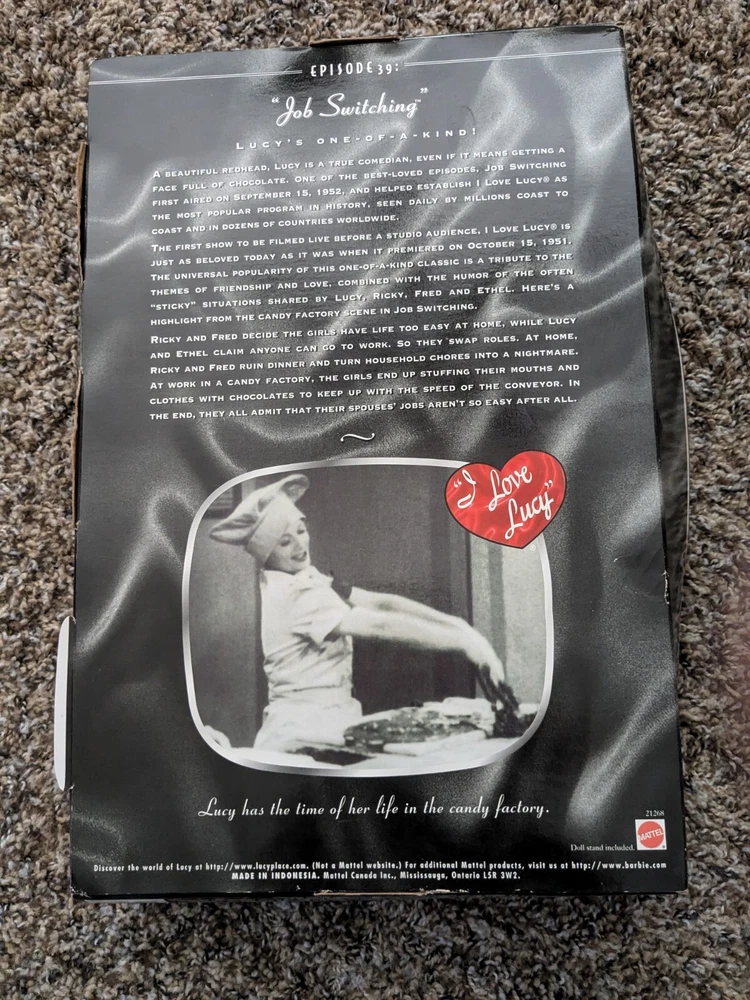 EPISODE 39:
"Job Switching™"
LUCY'S ONE-OF-A-KIND!
A BEAUTIFUL REDHEAD, LUCY IS A TRUE COMEDIAN, EVEN IF IT MEANS GETTING A
FACE FULL OF CHOCOLATE. ONE OF THE BEST-LOVED EPISODES, JOB SWITCHING
FIRST AIRED ON SEPTEMBER 15, 1952, AND HELPED ESTABLISH I LOVE LUCY® AS
THE MOST POPULAR PROGRAM IN HISTORY, SEEN DAILY BY MILLIONS COAST TO
COAST AND IN DOZENS OF COUNTRIES WORLDWIDE.
THE FIRST SHOW TO BE FILMED LIVE BEFORE A STUDIO AUDIENCE, I LOVE LUCY® IS
JUST AS BELOVED TODAY AS IT WAS WHEN IT PREMIERED ON OCTOBER 15, 1951.
THE UNIVERSAL POPULARITY OF THIS ONE-OF-A-KIND CLASSIC IS A TRIBUTE TO THE
THEMES OF FRIENDSHIP AND LOVE, COMBINED WITH THE HUMOR OF THE OFTEN
"STICKY" SITUATIONS SHARED BY LUCY, RICKY, FRED AND ETHEL. HERE'S A
HIGHLIGHT FROM THE CANDY FACTORY SCENE IN JOB SWITCHING.
RICKY AND FRED DECIDE THE GIRLS HAVE LIFE TOO EASY AT HOME, WHILE LUCY
AND ETHEL CLAIM ANYONE CAN GO TO WORK. SO THEY SWAP ROLES. AT HOME,
RICKY AND FRED RUIN DINNER AND TURN HOUSEHOLD CHORES INTO A NIGHTMARE.
AT WORK IN A CANDY FACTORY, THE GIRLS END UP STUFFING THEIR MOUTHS AND
CLOTHES WITH CHOCOLATES TO KEEP UP WITH THE SPEED OF THE CONVEYOR. IN
THE END, THEY ALL ADMIT THAT THEIR SPOUSES' JOBS AREN'T SO EASY AFTER ALL.
"I Love
Lucy"
®
Lucy has the time of her life in the candy factory.
21268
MATTEL
Doll stand included.
Discover the world of Lucy at http://www.lucyplace.com. (Not a Mattel website.) For additional Mattel products, visit us at http://www.barbie.com
MADE IN INDONESIA. Mattel Canada Inc., Mississauga, Ontario L5R 3W2.